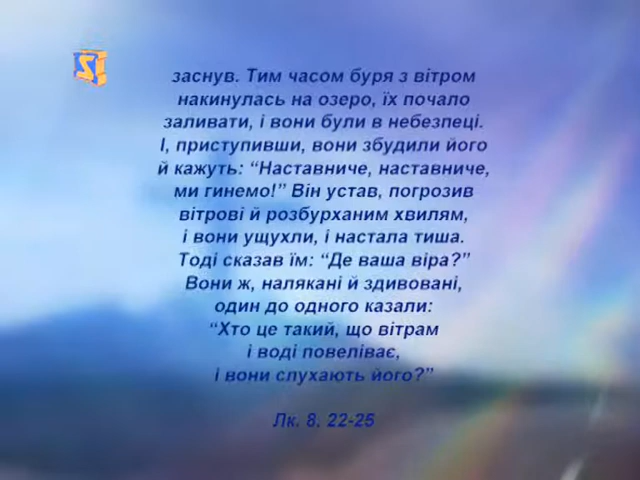 заснув. Тим часом буря з вітром
накинулась на озеро, їх почало
заливати, і вони були в небезпеці.
І, приступивши, вони збудили його
й кажуть: “Наставниче, наставниче,
ми гинемо!” Він устав, погрозив
вітрові й розбурханим хвилям,
і вони ущухли, і настала тиша.
Тоді сказав їм: “Де ваша віра?”
Вони ж, налякані й здивовані,
один до одного казали:
“Хто це такий, що вітрам
і воді повеліває,
і вони слухають його?”
Лк. 8, 22-25